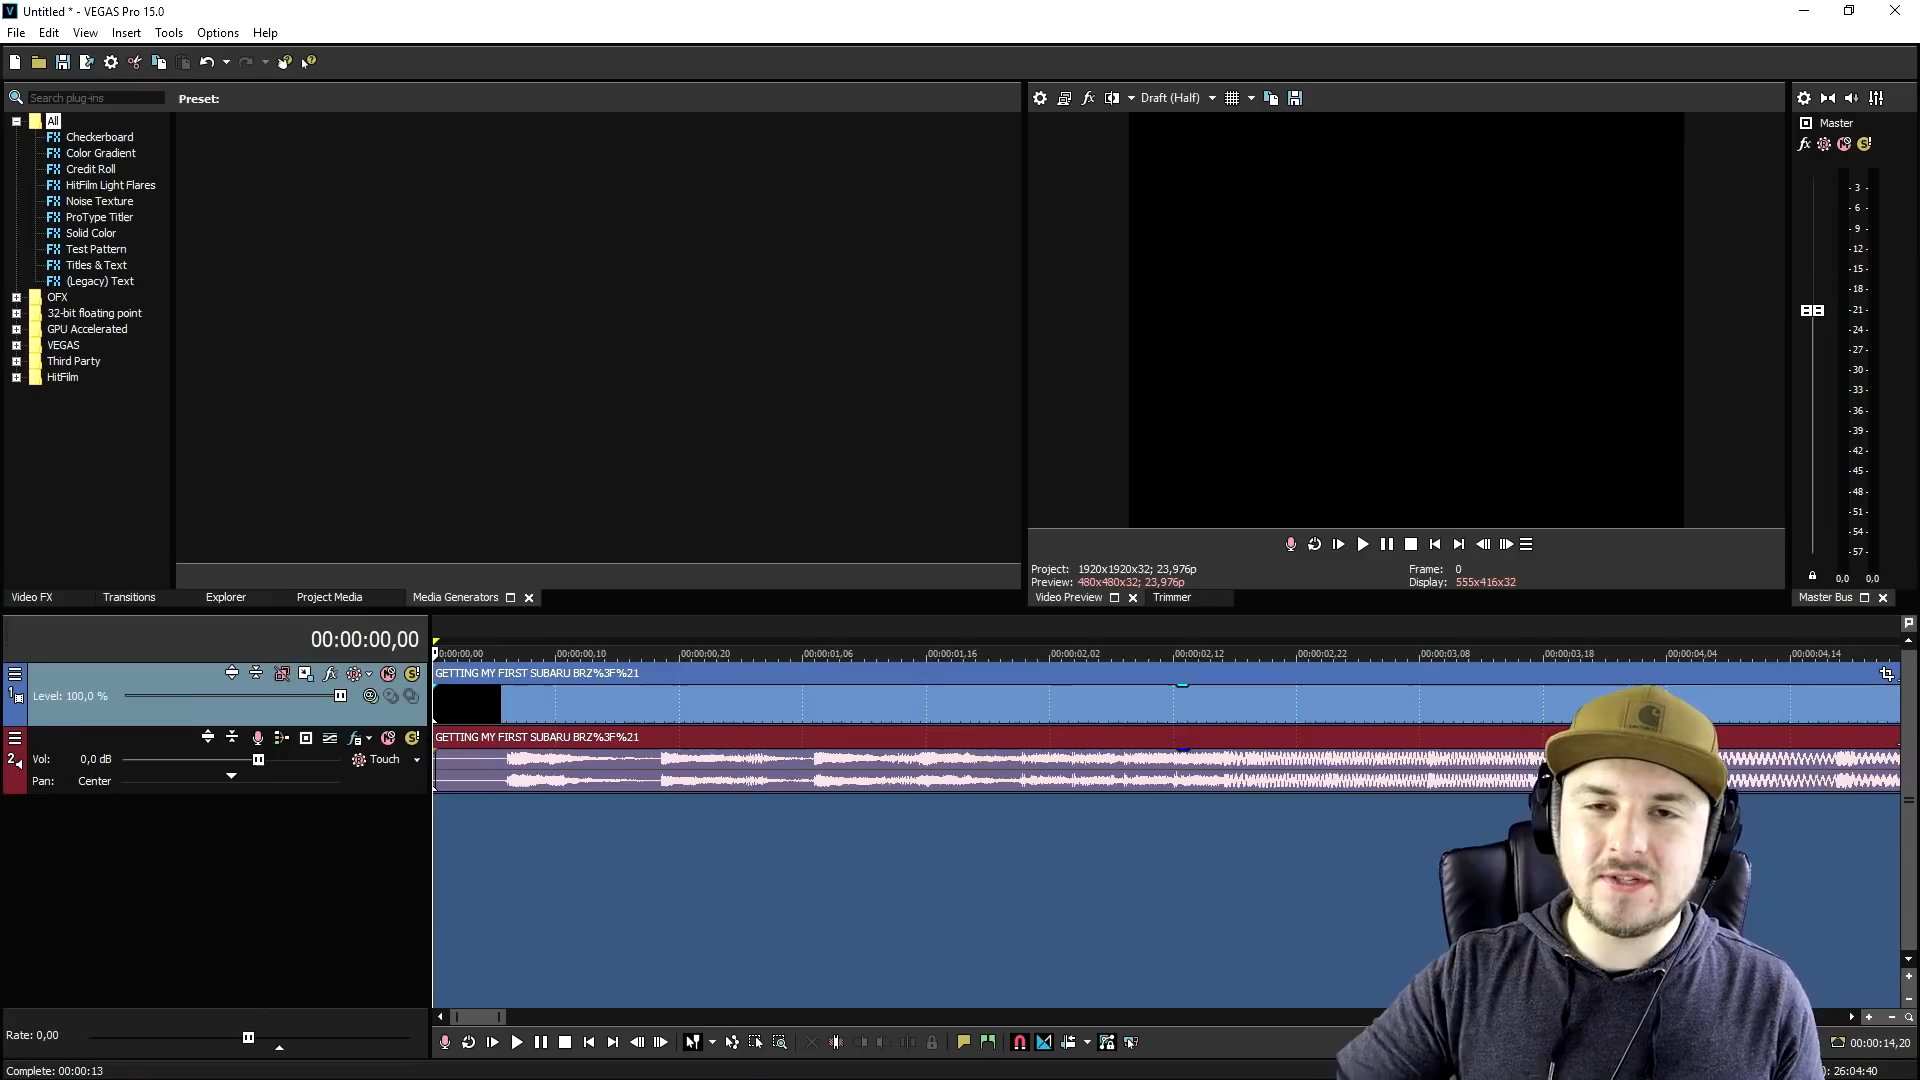 Untitled * - VEGAS Pro 15.0
File Edit View Insert Tools Options Help
Search plug-ins
Preset:
Draft (Half)
All
Checkerboard
Color Gradient
Credit Roll
HitFilm Light Flares
Noise Texture
ProType Titler
Solid Color
Test Pattern
Titles & Text
(Legacy) Text
OFX
32-bit floating point
GPU Accelerated
VEGAS
Third Party
HitFilm
Master
3
6
9
-12-
-15-
-18-
-21-
-24-
-27-
-30-
-33-
-36-
-39-
-42-
-45-
-48-
-51-
-54-
-57-
0,0 0,0
Project: 1920x1920x32; 23,976p
Preview: 480x480x32; 23,976p
Frame: 0
Display: 555x416x32
Video FX Transitions Explorer Project Media Media Generators
Video Preview Trimmer
Master Bus
00:00:00,00
0:00:00,00 00:00:00,10 00:00:00,20 00:00:01,06 00:00:01,16 00:00:02,02 00:00:02,12 00:00:02,22 00:00:03,08 00:00:03,18 00:00:04,04 00:00:04,14
1
Level: 100,0 %
GETTING MY FIRST SUBARU BRZ%3F%21
2
Vol: 0,0 dB
Touch
Pan: Center
GETTING MY FIRST SUBARU BRZ%3F%21
Rate: 0,00
00:00:14,20
Complete: 00:00:13
: 26:04:40